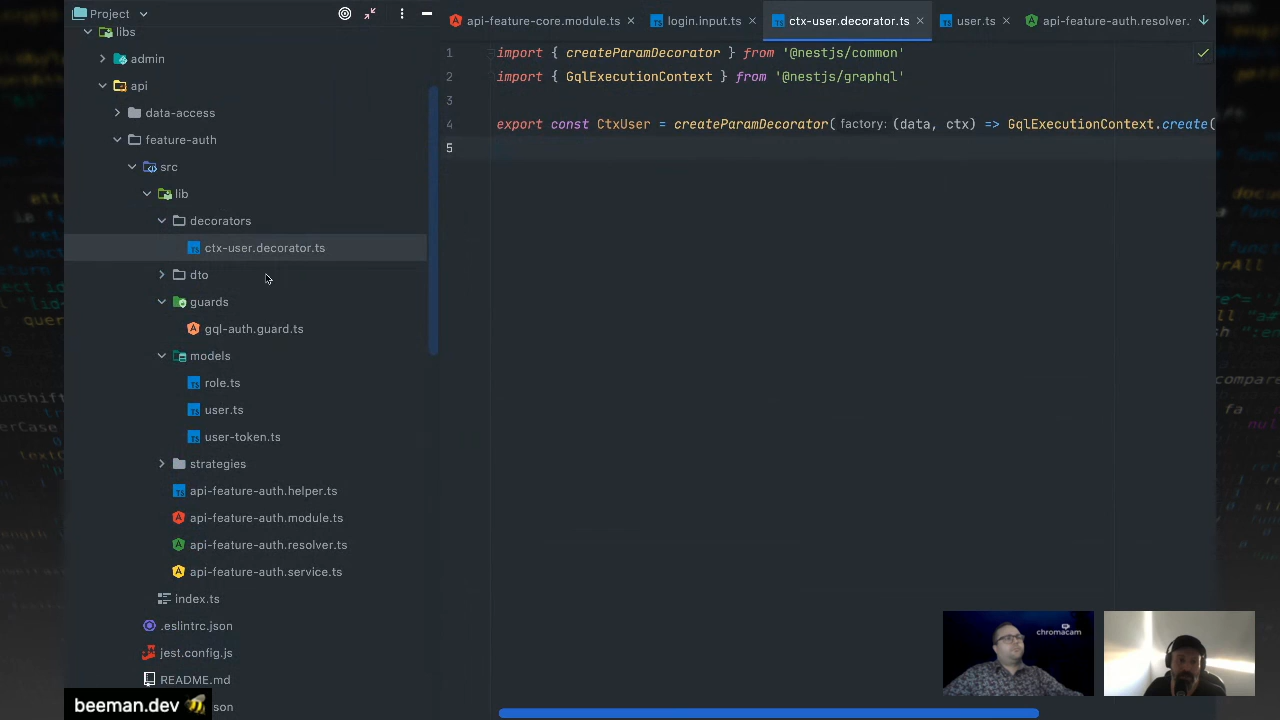 Project
api-feature-core.module.ts
login.input.ts
ctx-user.decorator.ts
user.ts
api-feature-auth.resolver.
libs
admin
api
data-access
feature-auth
src
lib
decorators
ctx-user.decorator.ts
dto
guards
gql-auth.guard.ts
models
role.ts
user.ts
user-token.ts
strategies
api-feature-auth.helper.ts
api-feature-auth.module.ts
api-feature-auth.resolver.ts
api-feature-auth.service.ts
index.ts
.eslintrc.json
jest.config.js
README.md
son
1 import { createParamDecorator } from '@nestjs/common'
2 import { GqlExecutionContext } from '@nestjs/graphql'
3
4 export const CtxUser = createParamDecorator( factory: (data, ctx) => GqlExecutionContext.create(
5
chromacam
beeman.dev